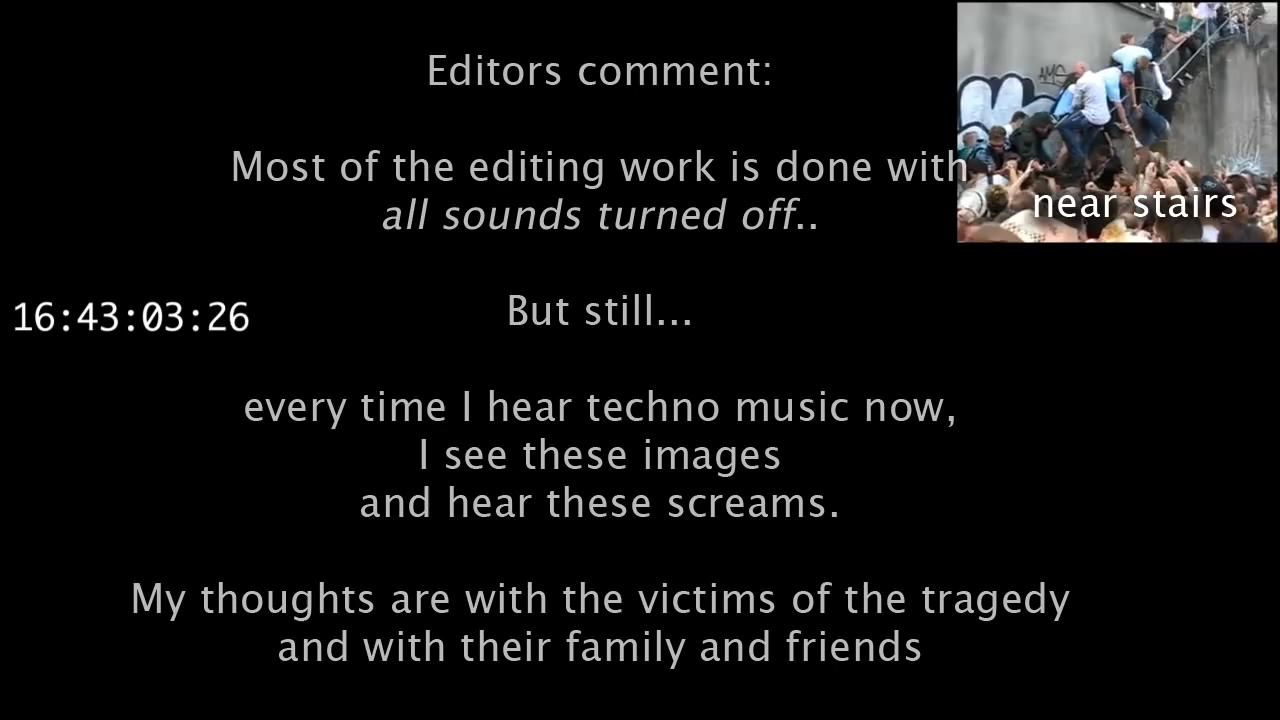 Editors comment:
Most of the editing work is done with
all sounds turned off..
near stairs
16:43:03:26
But still...
every time I hear techno music now,
I see these images
and hear these screams.
My thoughts are with the victims of the tragedy
and with their family and friends
AMS